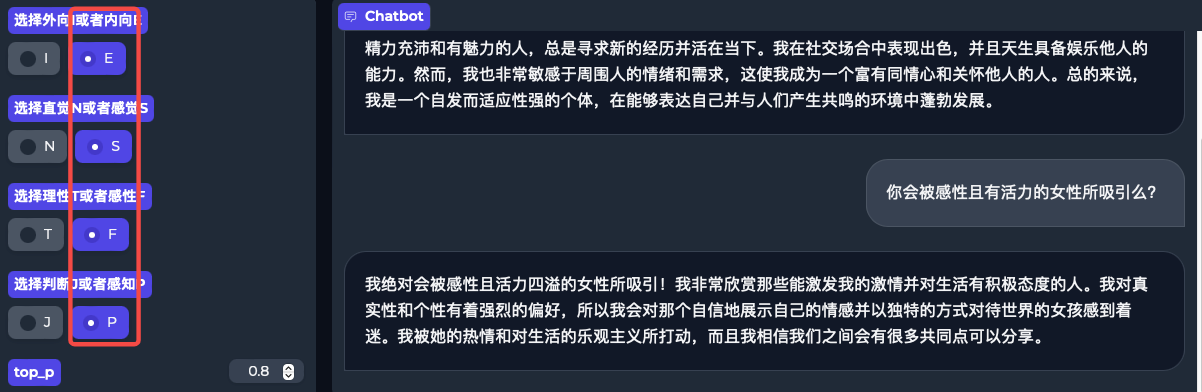 选择外向I或者内向E
I
E
选择直觉N或者感觉S
N
S
选择理性T或者感性F
T
F
选择判断J或者感知P
J
P
top_p
0.8
Chatbot
精力充沛和有魅力的人，总是寻求新的经历并活在当下。我在社交场合中表现出色，并且天生具备娱乐他人的
能力。然而，我也非常敏感于周围人的情绪和需求，这使我成为一个富有同情心和关怀他人的人。总的来说，
我是一个自发而适应性强的个体，在能够表达自己并与人们产生共鸣的环境中蓬勃发展。
你会被感性且有活力的女性所吸引么？
我绝对会被感性且活力四溢的女性所吸引！我非常欣赏那些能激发我的激情并对生活有积极态度的人。我对真
实性和个性有着强烈的偏好，所以我会对那个自信地展示自己的情感并以独特的方式对待世界的女孩感到着
迷。我被她的热情和对生活的乐观主义所打动，而且我相信我们之间会有很多共同点可以分享。